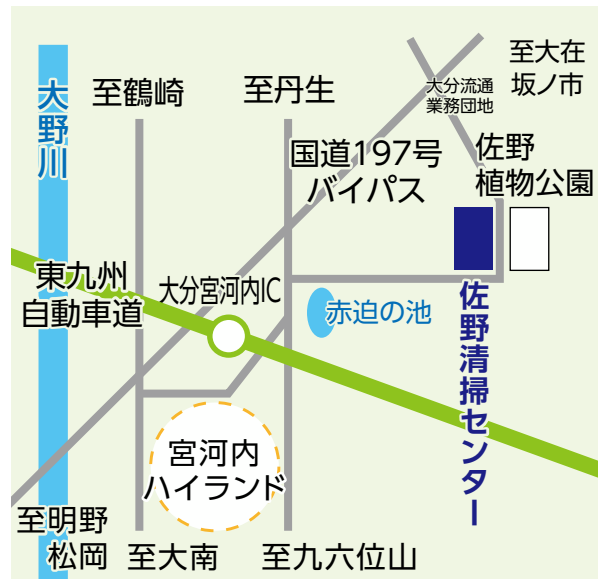 至大在
坂ノ市
大分流通
業務団地
至鶴崎
至丹生
大野川
国道197号
バイパス
佐野
植物公園
東九州
自動車道
大分宮河内IC
赤迫の池
佐野清掃センター
宮河内
ハイランド
至明野
松岡
至大南
至九六位山